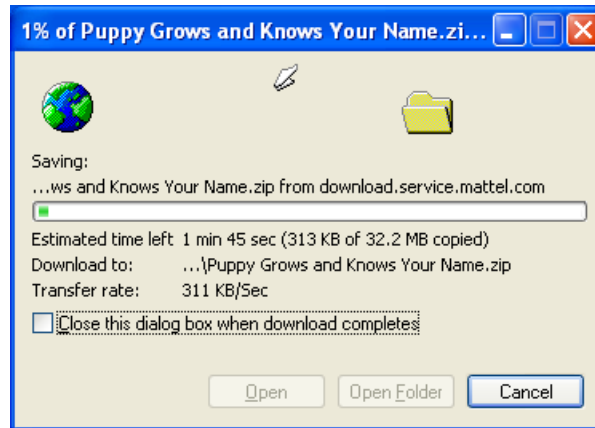 1% of Puppy Grows and Knows Your Name.zi...
Saving:
...ws and Knows Your Name.zip from download.service.mattel.com
Estimated time left 1 min 45 sec (313 KB of 32.2 MB copied)
Download to: ...\Puppy Grows and Knows Your Name.zip
Transfer rate: 311 KB/Sec
Close this dialog box when download completes
Open Open Folder Cancel